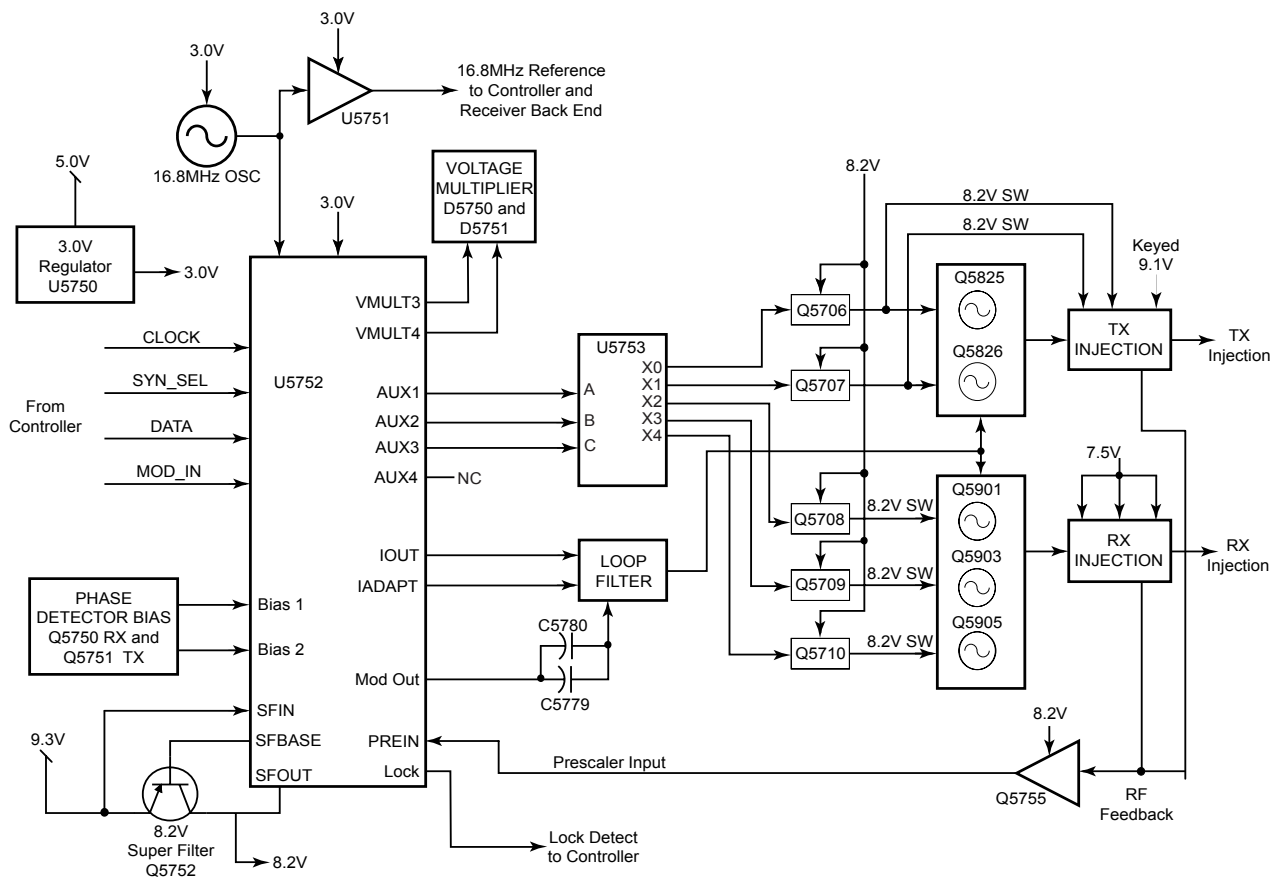 3.0V
3.0V
16.8MHz Reference
to Controller and
Receiver Back End
U5751
16.8MHz OSC
5.0V
3.0V
Regulator
U5750
3.0V
3.0V
VOLTAGE
MULTIPLIER
D5750 and
D5751
8.2V
8.2V SW
8.2V SW
Keyed
9.1V
CLOCK
SYN_SEL
From
Controller
DATA
MOD_IN
U5752
VMULT3
VMULT4
AUX1
AUX2
AUX3
AUX4
NC
U5753
A
B
C
X0
X1
X2
X3
X4
Q5706
Q5707
Q5825
Q5826
TX
INJECTION
TX
Injection
Q5708
8.2V SW
Q5709
8.2V SW
Q5710
8.2V SW
Q5901
Q5903
Q5905
7.5V
RX
INJECTION
RX
Injection
IOUT
IADAPT
LOOP
FILTER
PHASE
DETECTOR BIAS
Q5750 RX and
Q5751 TX
Bias 1
Bias 2
C5780
C5779
Mod Out
SFIN
SFBASE
SFOUT
PREIN
Lock
9.3V
8.2V
Super Filter
Q5752
8.2V
Prescaler Input
8.2V
Q5755
RF
Feedback
Lock Detect
to Controller